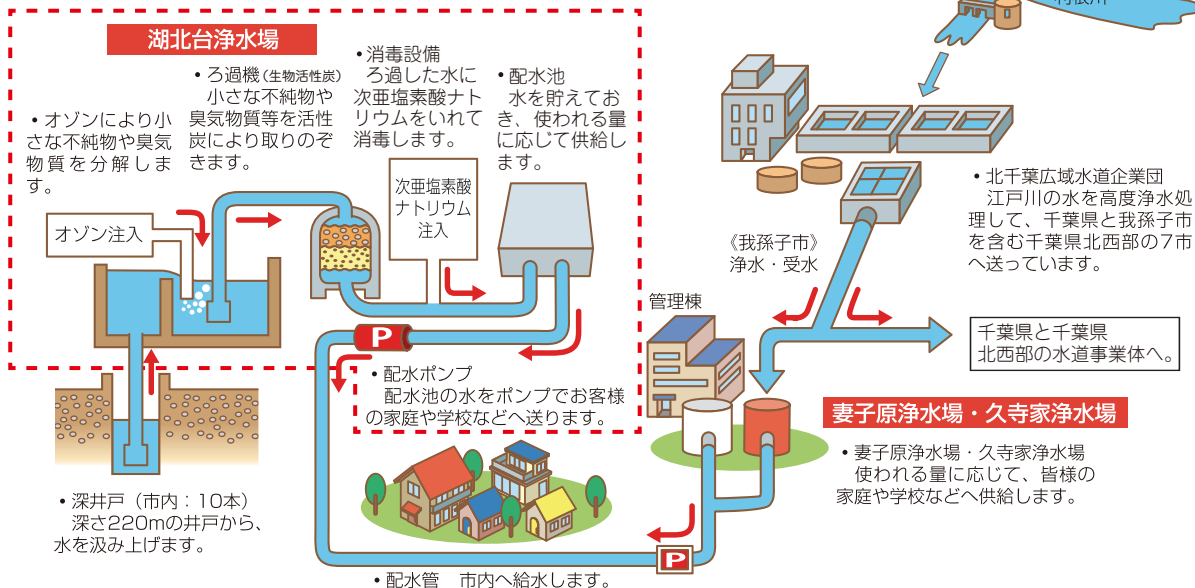 利根川
湖北台浄水場
・オゾンにより小
さな不純物や臭気
物質を分解しま
す。
・ろ過機(生物活性炭)
小さな不純物や
臭気物質等を活性
炭により取りのぞ
きます。
・消毒設備
ろ過した水に
次亜塩素酸ナト
リウムをいれて
消毒します。
・配水池
水を貯えてお
き、使われる量
に応じて供給し
ます。
オゾン注入
次亜塩素酸
ナトリウム
注入
P
・配水ポンプ
配水池の水をポンプでお客様
の家庭や学校などへ送ります。
・深井戸（市内：10本）
深さ220mの井戸から、
水を汲み上げます。
・北千葉広域水道企業団
江戸川の水を高度浄水処
理して、千葉県と我孫子市
を含む千葉県北西部の7市
へ送っています。
《我孫子市》
浄水・受水
管理棟
千葉県と千葉県
北西部の水道事業体へ。
妻子原浄水場・久寺家浄水場
・妻子原浄水場・久寺家浄水場
使われる量に応じて、皆様の
家庭や学校などへ供給します。
P
・配水管　市内へ給水します。